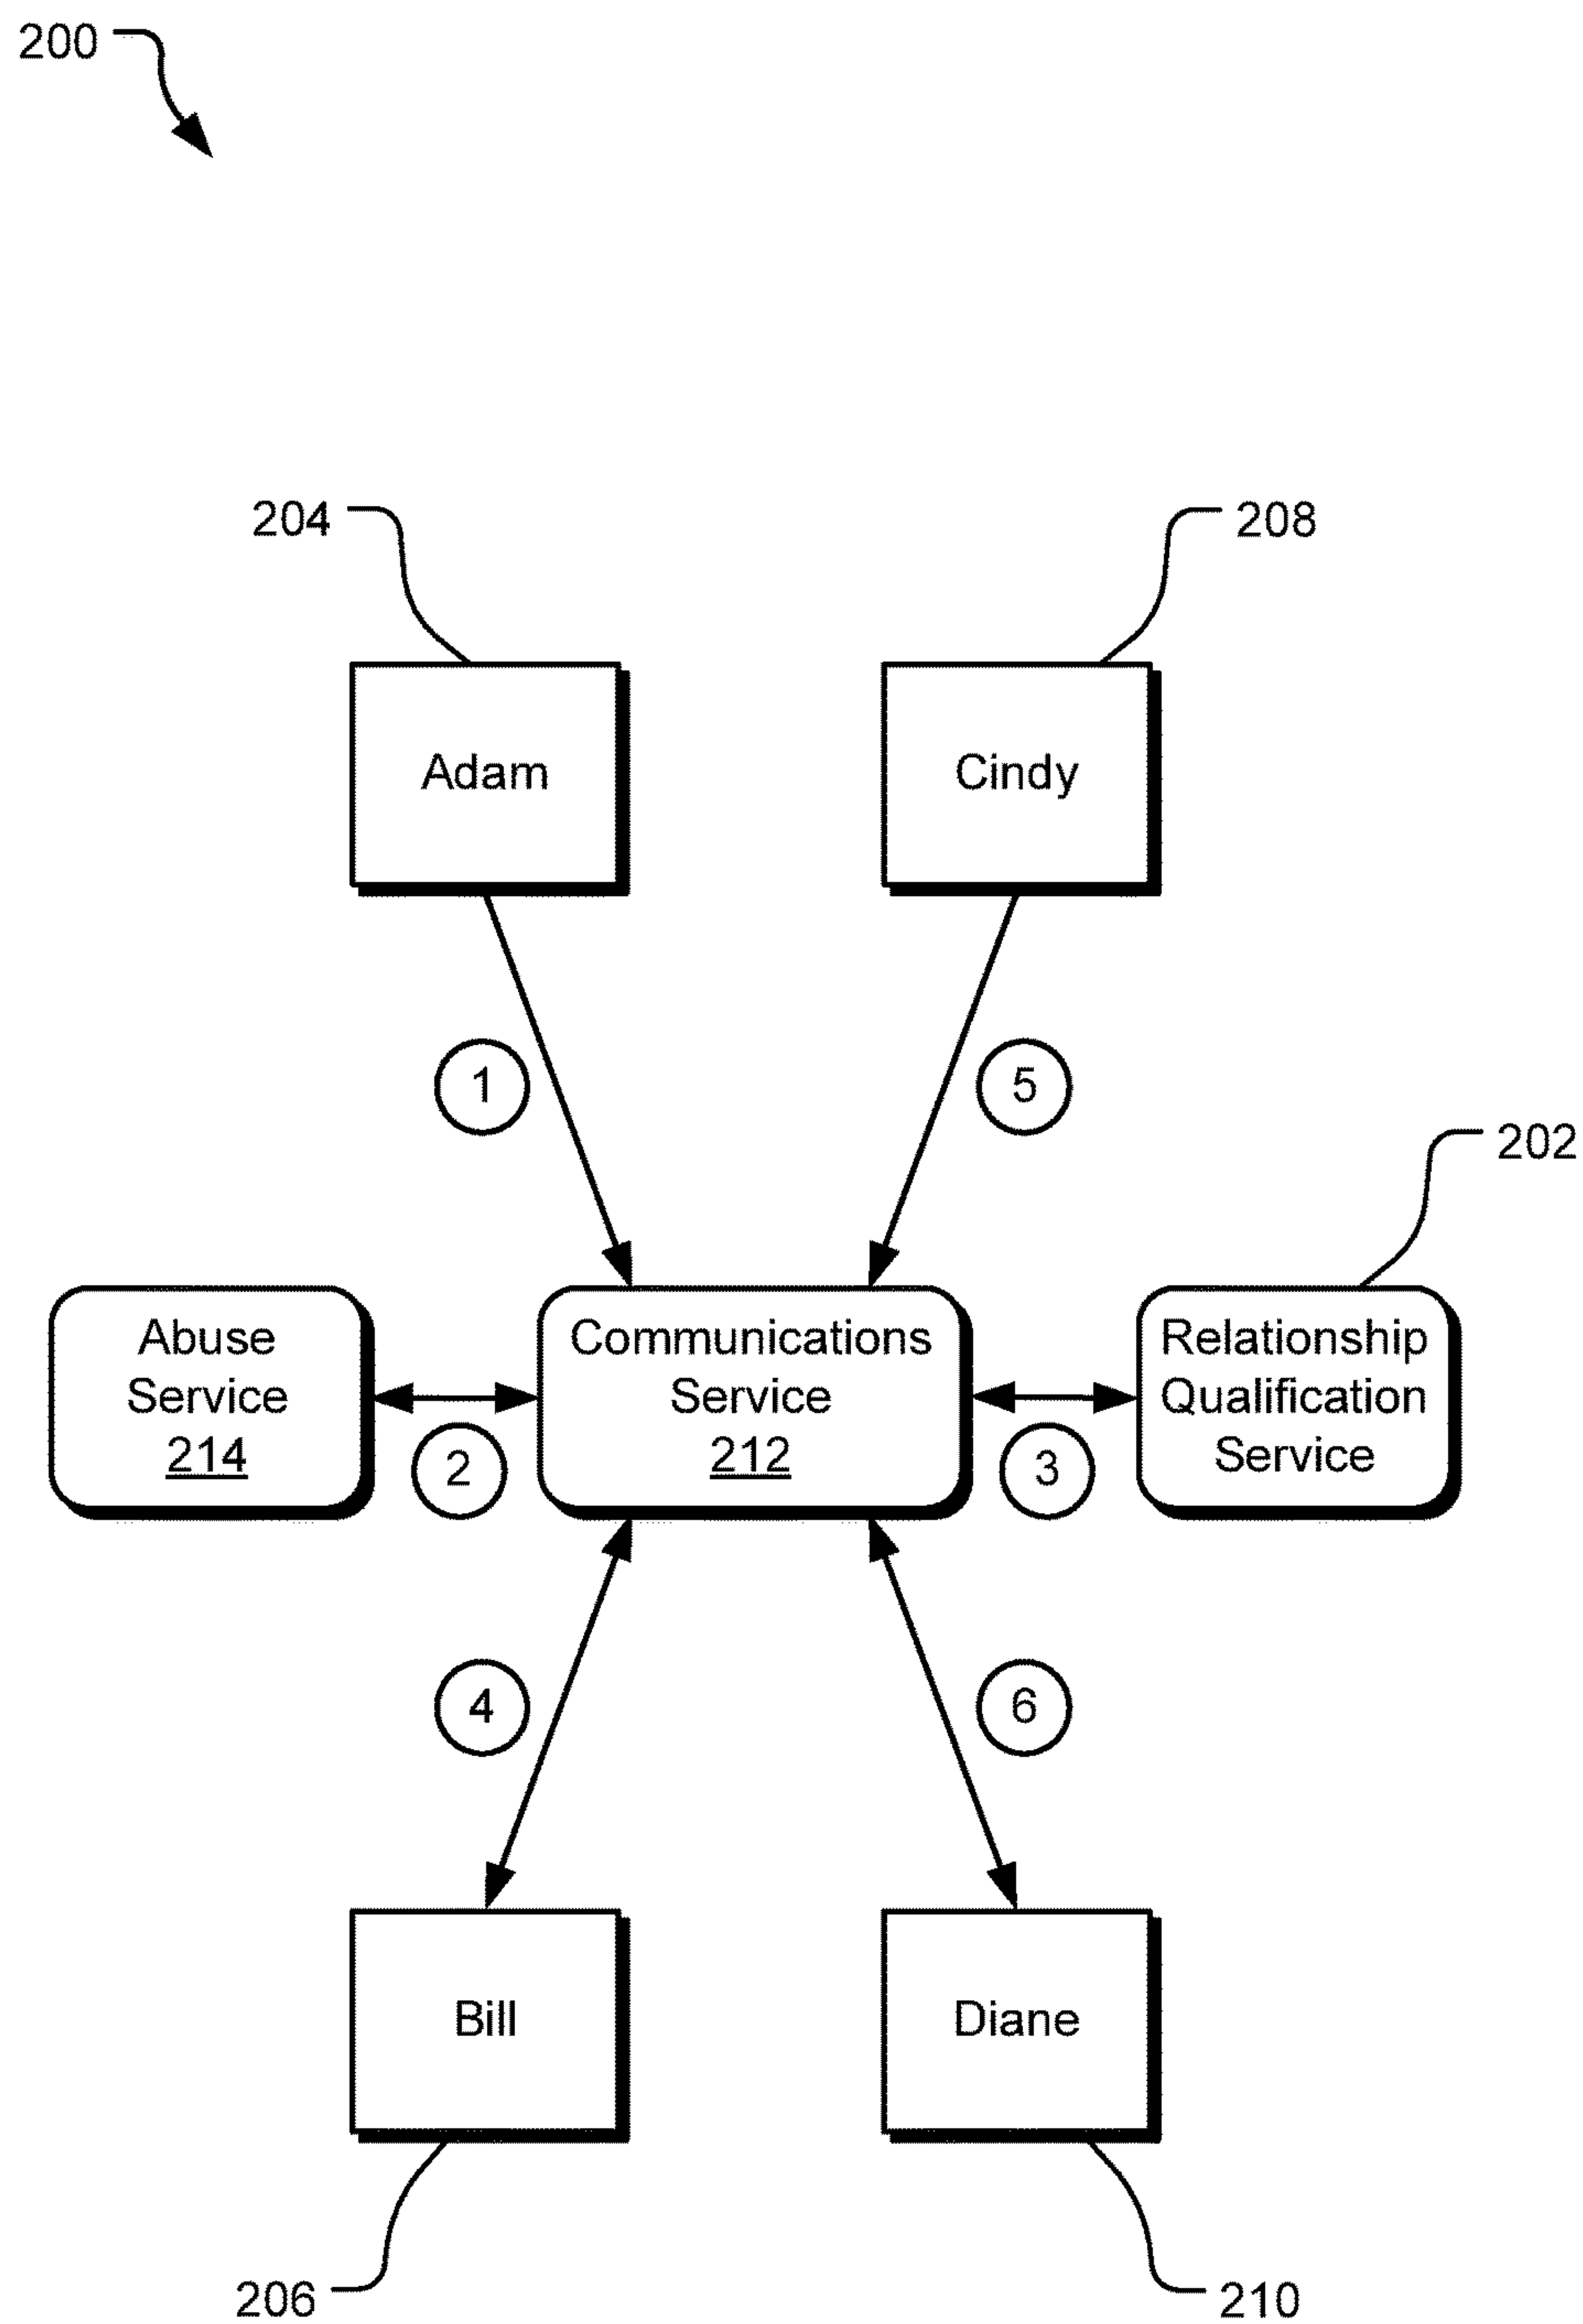 200
204
208
Adam
Cindy
1
5
202
Abuse
Service
214
Communications
Service
212
Relationship
Qualification
Service
2
3
4
6
Bill
Diane
206
210